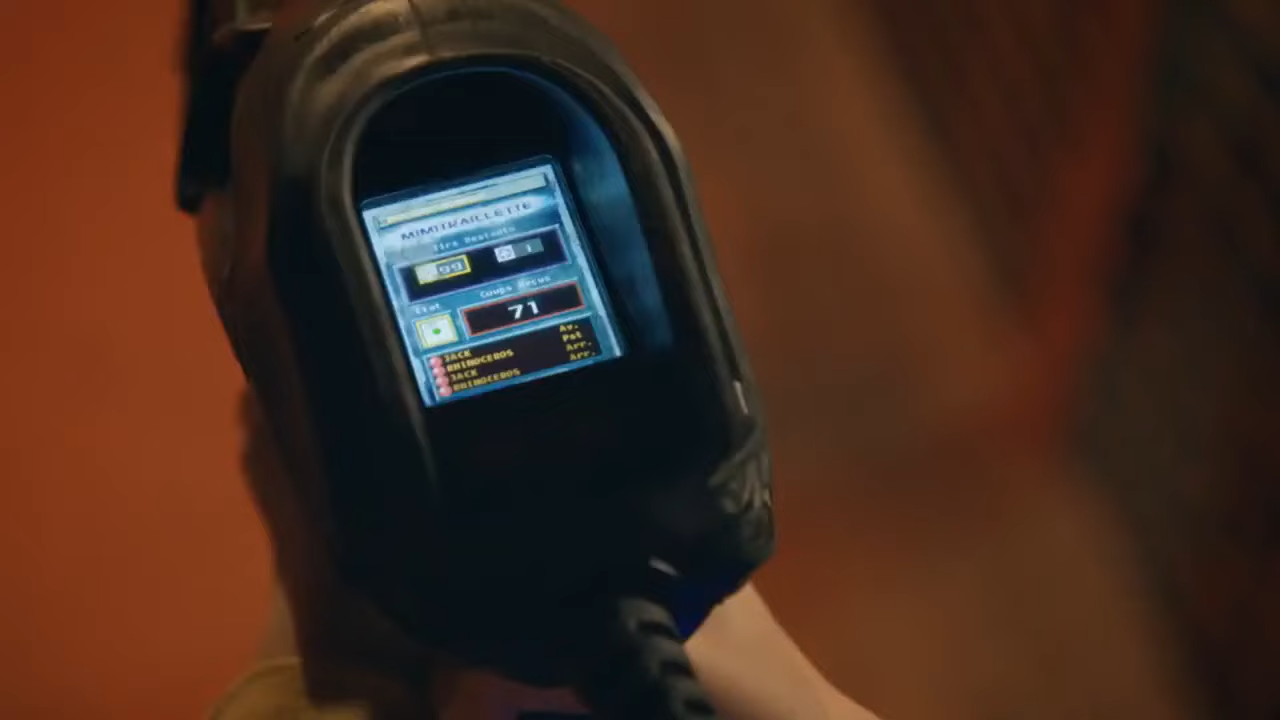 MIMITRAILLETTE
Tirs Restants
99 1
Etat Coups Reçus
71
JACK Av.
RHINOCEROS Pst
JACK Arr.
RHINOCEROS Arr.